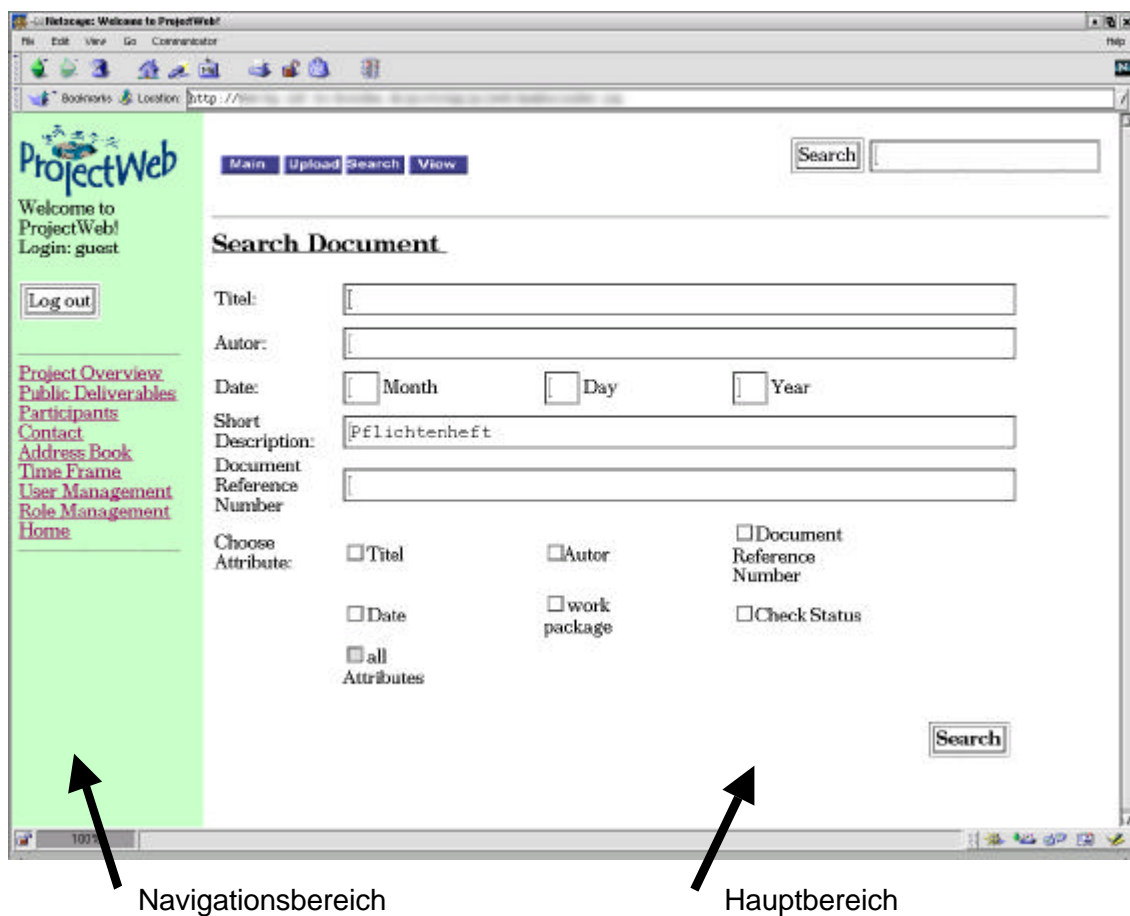 Netscape: Welcome to ProjectWeb!
File Edit View Go Communicator Help
Bookmarks Location: http://
ProjectWeb
Welcome to
ProjectWeb!
Login: guest
Log out
Project Overview
Public Deliverables
Participants
Contact
Address Book
Time Frame
User Management
Role Management
Home
Main Upload Search View
Search
Search Document
Titel:
Autor:
Date: Month Day Year
Short
Description: Pflichtenheft
Document
Reference
Number
Choose
Attribute:
Titel
Autor
Document
Reference
Number
Date
work
package
Check Status
all
Attributes
Search
100%
Navigationsbereich
Hauptbereich